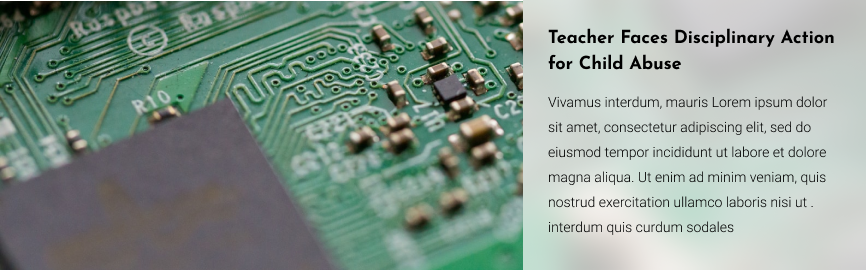 Raspb
Raspb
R10
Teacher Faces Disciplinary Action
for Child Abuse
Vivamus interdum, mauris Lorem ipsum dolor
sit amet, consectetur adipiscing elit, sed do
eiusmod tempor incididunt ut labore et dolore
magna aliqua. Ut enim ad minim veniam, quis
nostrud exercitation ullamco laboris nisi ut .
interdum quis curdum sodales